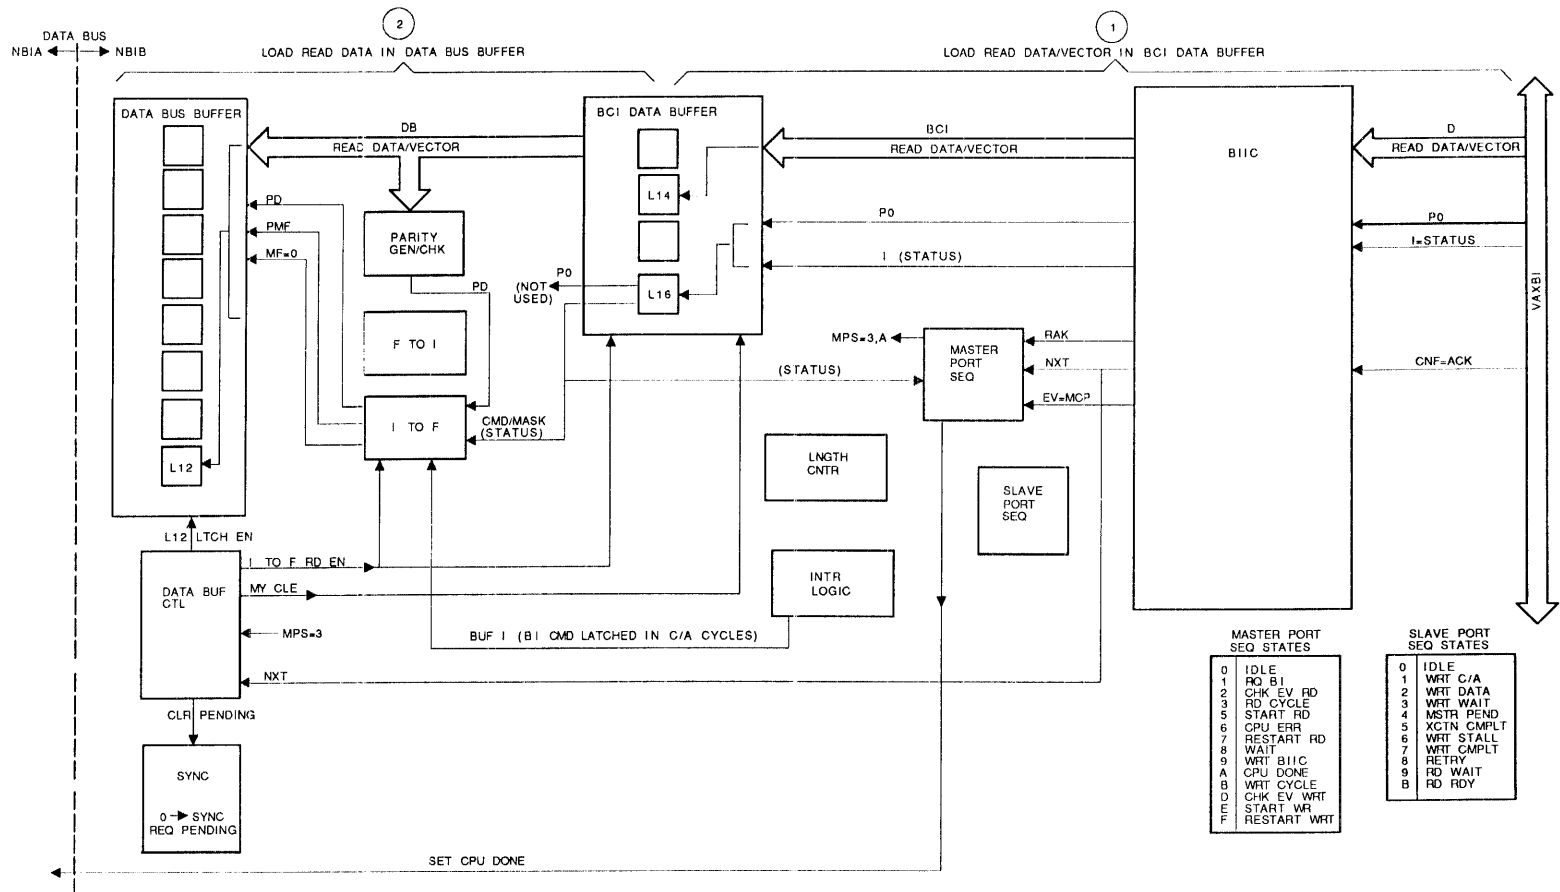 DATA BUS
NBIA
NBIB
2
LOAD READ DATA IN DATA BUS BUFFER
1
LOAD READ DATA/VECTOR IN BCI DATA BUFFER
DATA BUS BUFFER
L12
DB
READ DATA/VECTOR
PD
PMF
MF=0
PARITY
GEN/CHK
PD
F TO I
I TO F
CMD/MASK
(STATUS)
BCI DATA BUFFER
L14
L16
P0
(NOT
USED)
BCI
READ DATA/VECTOR
P0
I (STATUS)
BIIC
D
READ DATA/VECTOR
P0
I=STATUS
CNF=ACK
VAXBI
MPS=3,A
MASTER
PORT
SEQ
RAK
NXT
EV=MCP
(STATUS)
LNGTH
CNTR
SLAVE
PORT
SEQ
INTR
LOGIC
L12 LTCH EN
DATA BUF
CTL
I TO F RD EN
MY CLE
MPS=3
BUF I (BI CMD LATCHED IN C/A CYCLES)
NXT
CLR PENDING
SYNC
0 → SYNC
REQ PENDING
SET CPU DONE
MASTER PORT
SEQ STATES
0 IDLE
1 RQ BI
2 CHK EV RD
3 RD CYCLE
5 START RD
6 CPU ERR
7 RESTART RD
8 WAIT
9 WRT BIIC
A CPU DONE
B WRT CYCLE
D CHK EV WRT
E START WR
F RESTART WRT
SLAVE PORT
SEQ STATES
0 IDLE
1 WRT C/A
2 WRT DATA
3 WRT WAIT
4 MSTR PEND
5 XCTN CMPLT
6 WRT STALL
7 WRT CMPLT
8 RETRY
9 RD WAIT
B RD RDY